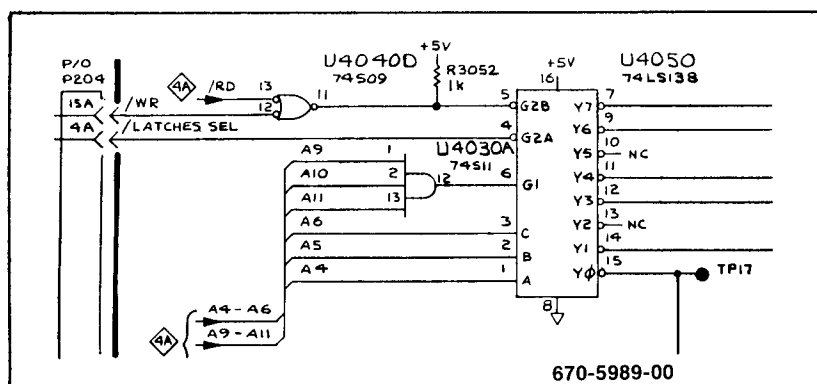 P/O
P204
15A
/WR
4A
/LATCHES SEL
4A
/RD
13
12
11
U4040D
74S09
+5V
R3052
1k
+5V
16
U4050
74LS138
5
G2B
4
G2A
6
G1
3
C
2
B
1
A
8
Y7
7
Y6
9
Y5
10
NC
Y4
11
Y3
12
Y2
13
NC
Y1
14
YØ
15
TP17
U4030A
74S11
A9
1
A10
2
A11
13
12
A6
A5
A4
4A
A4-A6
A9-A11
670-5989-00